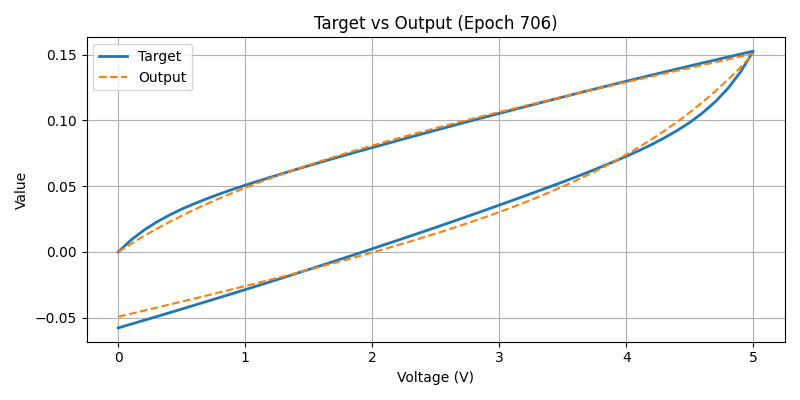 Target vs Output (Epoch 706)
Target
Output
Value
0.15
0.10
0.05
0.00
−0.05
0 1 2 3 4 5
Voltage (V)